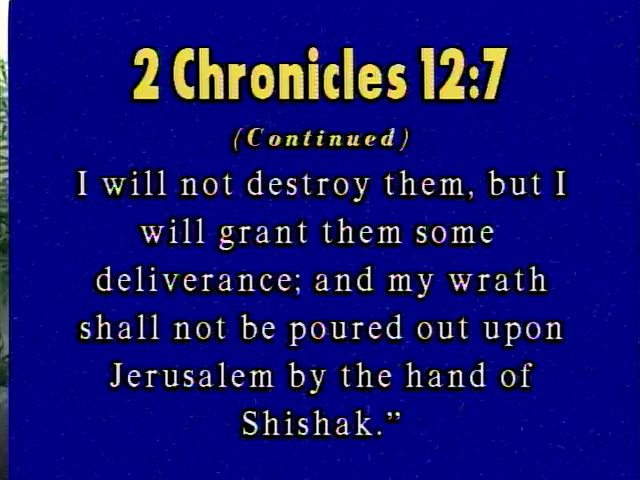 2 Chronicles 12:7
(Continued)
I will not destroy them, but I
will grant them some
deliverance; and my wrath
shall not be poured out upon
Jerusalem by the hand of
Shishak.”